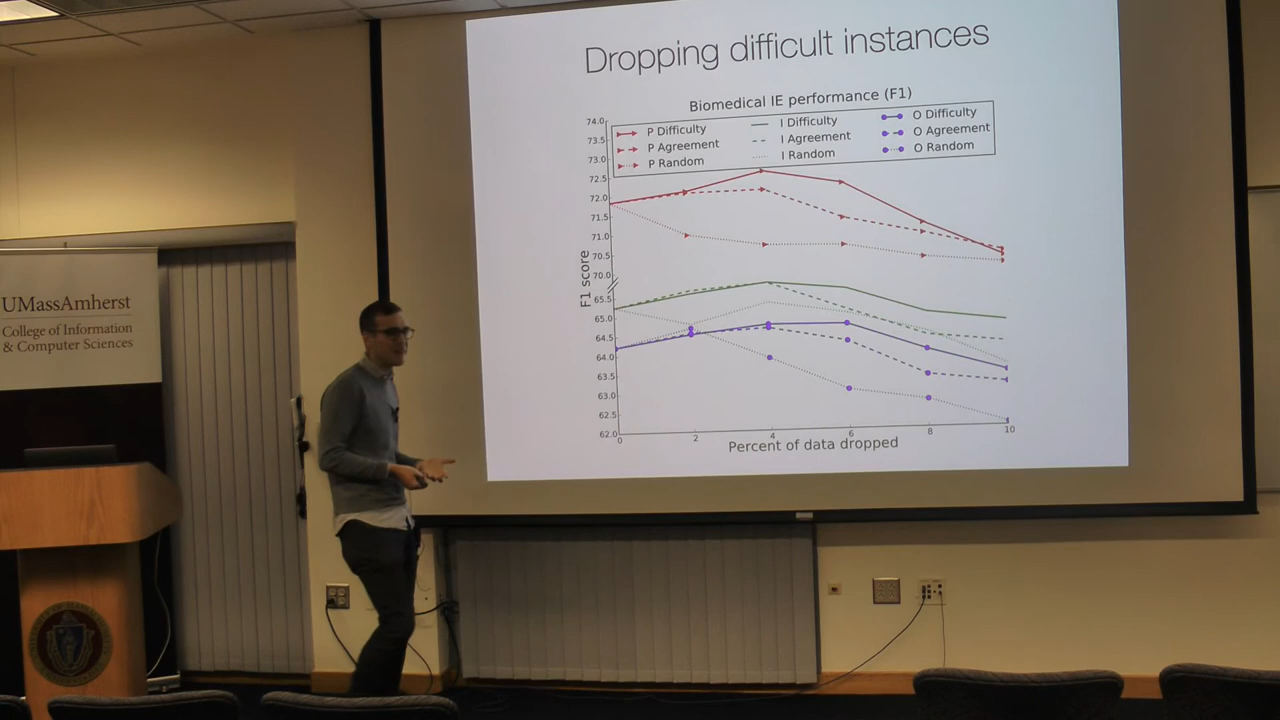 Dropping difficult instances
Biomedical IE performance (F1)
P Difficulty
P Agreement
P Random
I Difficulty
I Agreement
I Random
O Difficulty
O Agreement
O Random
74.0
73.5
73.0
72.5
72.0
71.5
71.0
70.5
70.0
65.5
65.0
64.5
64.0
63.5
63.0
62.5
62.0
F1 score
0 2 4 6 8 10
Percent of data dropped
UMassAmherst
College of Information
& Computer Sciences